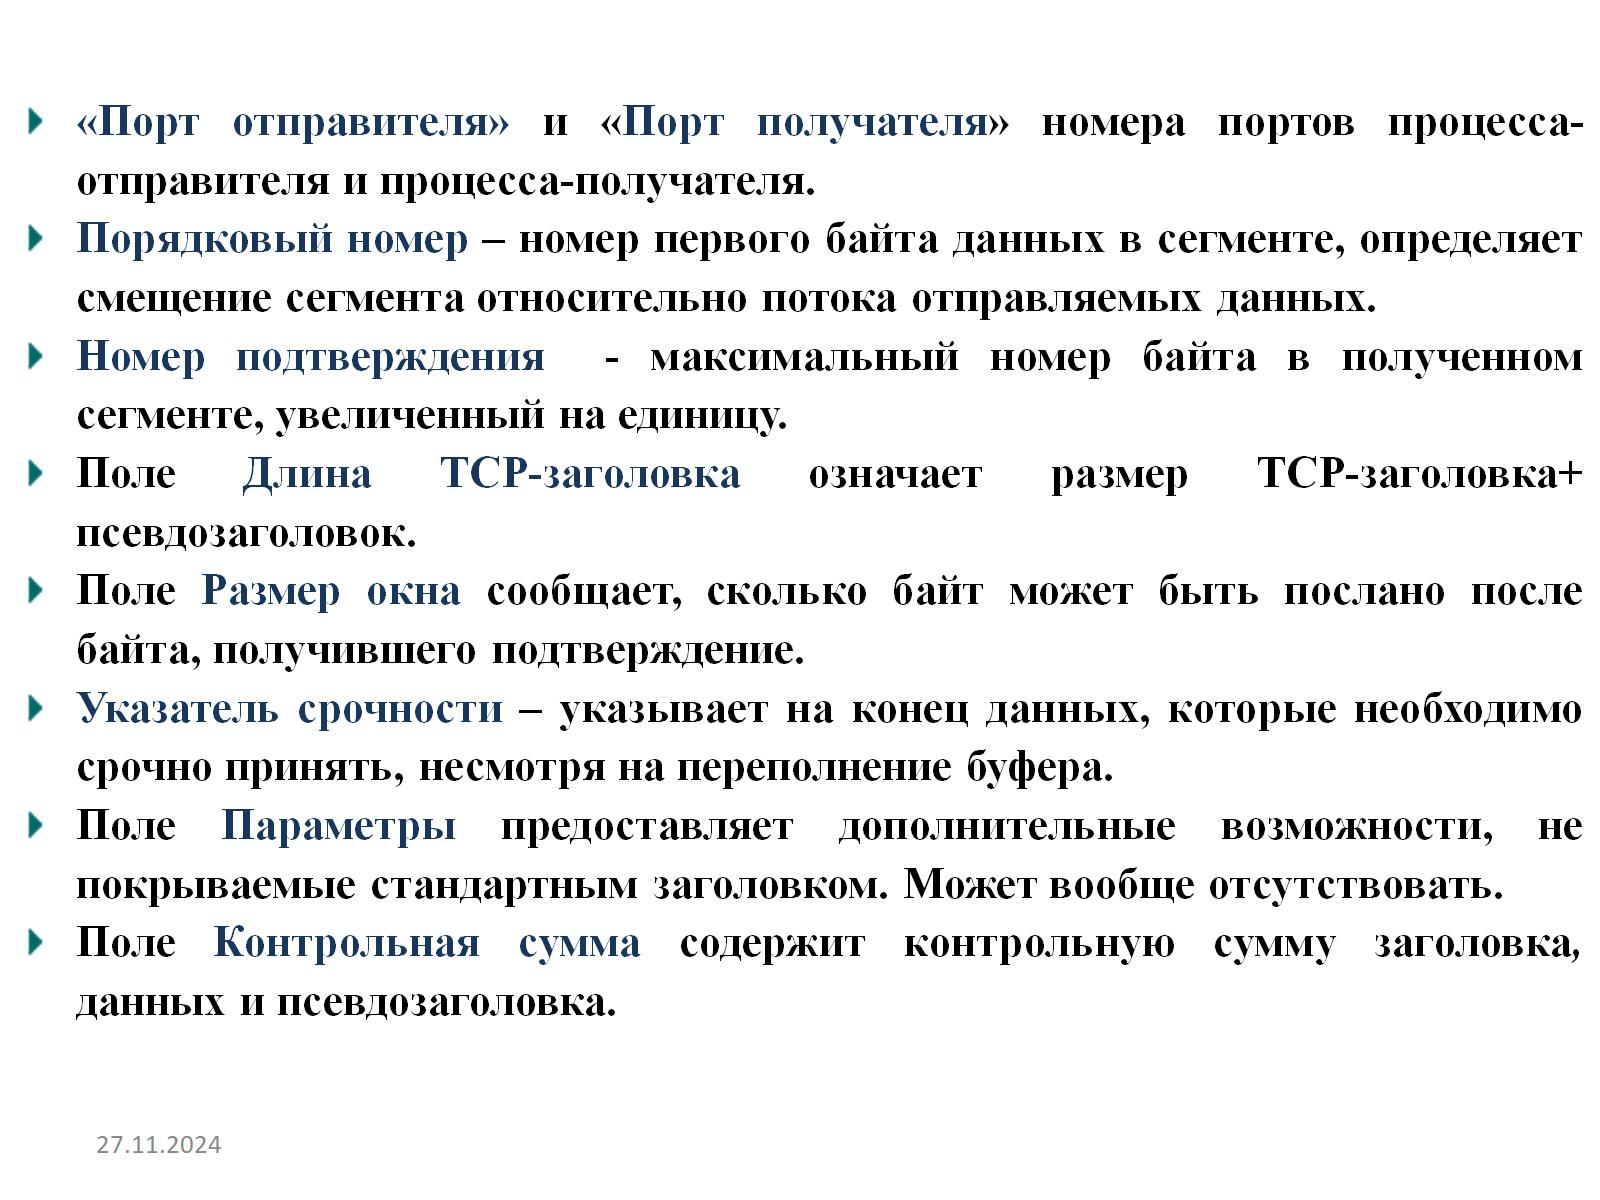 «Порт отправителя» и «Порт получателя» номера портов процесса-
отправителя и процесса-получателя.
Порядковый номер – номер первого байта данных в сегменте, определяет
смещение сегмента относительно потока отправляемых данных.
Номер подтверждения - максимальный номер байта в полученном
сегменте, увеличенный на единицу.
Поле Длина TCP-заголовка означает размер TCP-заголовка+
псевдозаголовок.
Поле Размер окна сообщает, сколько байт может быть послано после
байта, получившего подтверждение.
Указатель срочности – указывает на конец данных, которые необходимо
срочно принять, несмотря на переполнение буфера.
Поле Параметры предоставляет дополнительные возможности, не
покрываемые стандартным заголовком. Может вообще отсутствовать.
Поле Контрольная сумма содержит контрольную сумму заголовка,
данных и псевдозаголовка.
27.11.2024